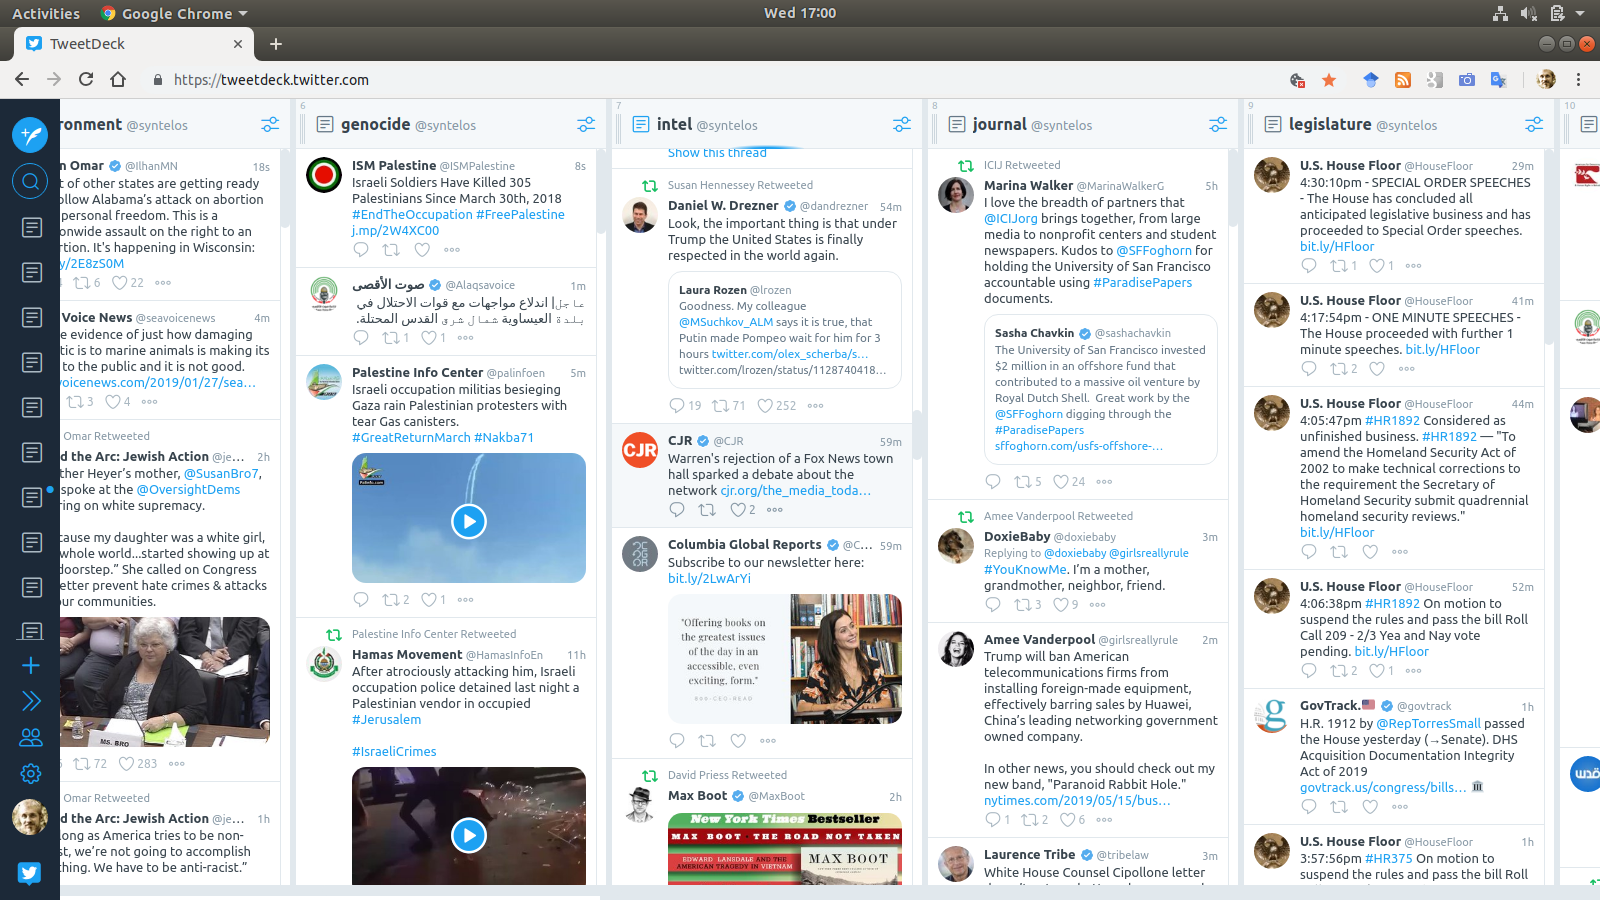 Activities
Google Chrome
Wed 17:00
TweetDeck
https://tweetdeck.twitter.com
ronment @syntelos
n Omar @IlhanMN 18s
t of other states are getting ready
ollow Alabama's attack on abortion
personal freedom. This is a
onwide assault on the right to an
rtion. It's happening in Wisconsin:
y/2E8zS0M
6 22
Voice News @seavoicenews 4m
e evidence of just how damaging
tic is to marine animals is making its
to the public and it is not good.
voicenews.com/2019/01/27/sea…
3 4
Omar Retweeted
d the Arc: Jewish Action @je… 2h
ther Heyer's mother, @SusanBro7,
spoke at the @OversightDems
ring on white supremacy.
cause my daughter was a white girl,
whole world...started showing up at
doorstep." She called on Congress
etter prevent hate crimes & attacks
our communities.
MS. BRO
72 283
Omar Retweeted
d the Arc: Jewish Action @je… 1h
long as America tries to be non-
st, we're not going to accomplish
thing. We have to be anti-racist."
6
genocide @syntelos
ISM Palestine @ISMPalestine 8s
Israeli Soldiers Have Killed 305
Palestinians Since March 30th, 2018
#EndTheOccupation #FreePalestine
j.mp/2W4XC00
صوت الأقصى @Alaqsavoice 1m
عاجل| اندلاع مواجهات مع قوات الاحتلال في
بلدة العيساوية شمال شرق القدس المحتلة.
1 1
Palestine Info Center @palinfoen 5m
Israeli occupation militias besieging
Gaza rain Palestinian protesters with
tear Gas canisters.
#GreatReturnMarch #Nakba71
PalInfo.com
2 1
Palestine Info Center Retweeted
Hamas Movement @HamasInfoEn 11h
After atrociously attacking him, Israeli
occupation police detained last night a
Palestinian vendor in occupied
#Jerusalem
#IsraeliCrimes
7
intel @syntelos
Show this thread
Susan Hennessey Retweeted
Daniel W. Drezner @dandrezner 54m
Look, the important thing is that under
Trump the United States is finally
respected in the world again.
Laura Rozen @lrozen
Goodness. My colleague
@MSuchkov_ALM says it is true, that
Putin made Pompeo wait for him for 3
hours twitter.com/olex_scherba/s…
twitter.com/lrozen/status/1128740418…
19 71 252
CJR @CJR 59m
CJR
Warren's rejection of a Fox News town
hall sparked a debate about the
network cjr.org/the_media_toda…
2
Columbia Global Reports @C… 59m
Subscribe to our newsletter here:
bit.ly/2LwArYi
"Offering books on
the greatest issues
of the day in an
accessible, even
exciting, form."
800-CEO-READ
David Priess Retweeted
Max Boot @MaxBoot 2h
New York Times Bestseller
MAX BOOT • THE ROAD NOT TAKEN
EDWARD LANSDALE AND THE
AMERICAN TRAGEDY IN VIETNAM
MAX BOOT
8
journal @syntelos
ICIJ Retweeted
Marina Walker @MarinaWalkerG 5h
I love the breadth of partners that
@ICIJorg brings together, from large
media to nonprofit centers and student
newspapers. Kudos to @SFFoghorn for
holding the University of San Francisco
accountable using #ParadisePapers
documents.
Sasha Chavkin @sashachavkin
The University of San Francisco invested
$2 million in an offshore fund that
contributed to a massive oil venture by
Royal Dutch Shell. Great work by the
@SFFoghorn digging through the
#ParadisePapers
sffoghorn.com/usfs-offshore-…
5 24
Amee Vanderpool Retweeted
DoxieBaby @doxiebaby 3m
Replying to @doxiebaby @girlsreallyrule
#YouKnowMe. I'm a mother,
grandmother, neighbor, friend.
3 9
Amee Vanderpool @girlsreallyrule 2m
Trump will ban American
telecommunications firms from
installing foreign-made equipment,
effectively barring sales by Huawei,
China's leading networking government
owned company.
In other news, you should check out my
new band, "Paranoid Rabbit Hole."
nytimes.com/2019/05/15/bus…
1 2 6
Laurence Tribe @tribelaw 3m
White House Counsel Cipollone letter
9
legislature @syntelos
U.S. House Floor @HouseFloor 29m
4:30:10pm - SPECIAL ORDER SPEECHES
- The House has concluded all
anticipated legislative business and has
proceeded to Special Order speeches.
bit.ly/HFloor
1 1
U.S. House Floor @HouseFloor 41m
4:17:54pm - ONE MINUTE SPEECHES -
The House proceeded with further 1
minute speeches. bit.ly/HFloor
2
U.S. House Floor @HouseFloor 44m
4:05:47pm #HR1892 Considered as
unfinished business. #HR1892 — "To
amend the Homeland Security Act of
2002 to make technical corrections to
the requirement the Secretary of
Homeland Security submit quadrennial
homeland security reviews."
bit.ly/HFloor
U.S. House Floor @HouseFloor 52m
4:06:38pm #HR1892 On motion to
suspend the rules and pass the bill Roll
Call 209 - 2/3 Yea and Nay vote
pending. bit.ly/HFloor
2 1
GovTrack. @govtrack 1h
H.R. 1912 by @RepTorresSmall passed
the House yesterday (→Senate). DHS
Acquisition Documentation Integrity
Act of 2019
govtrack.us/congress/bills…
U.S. House Floor @HouseFloor 1h
3:57:56pm #HR375 On motion to
suspend the rules and pass the bill Roll
10